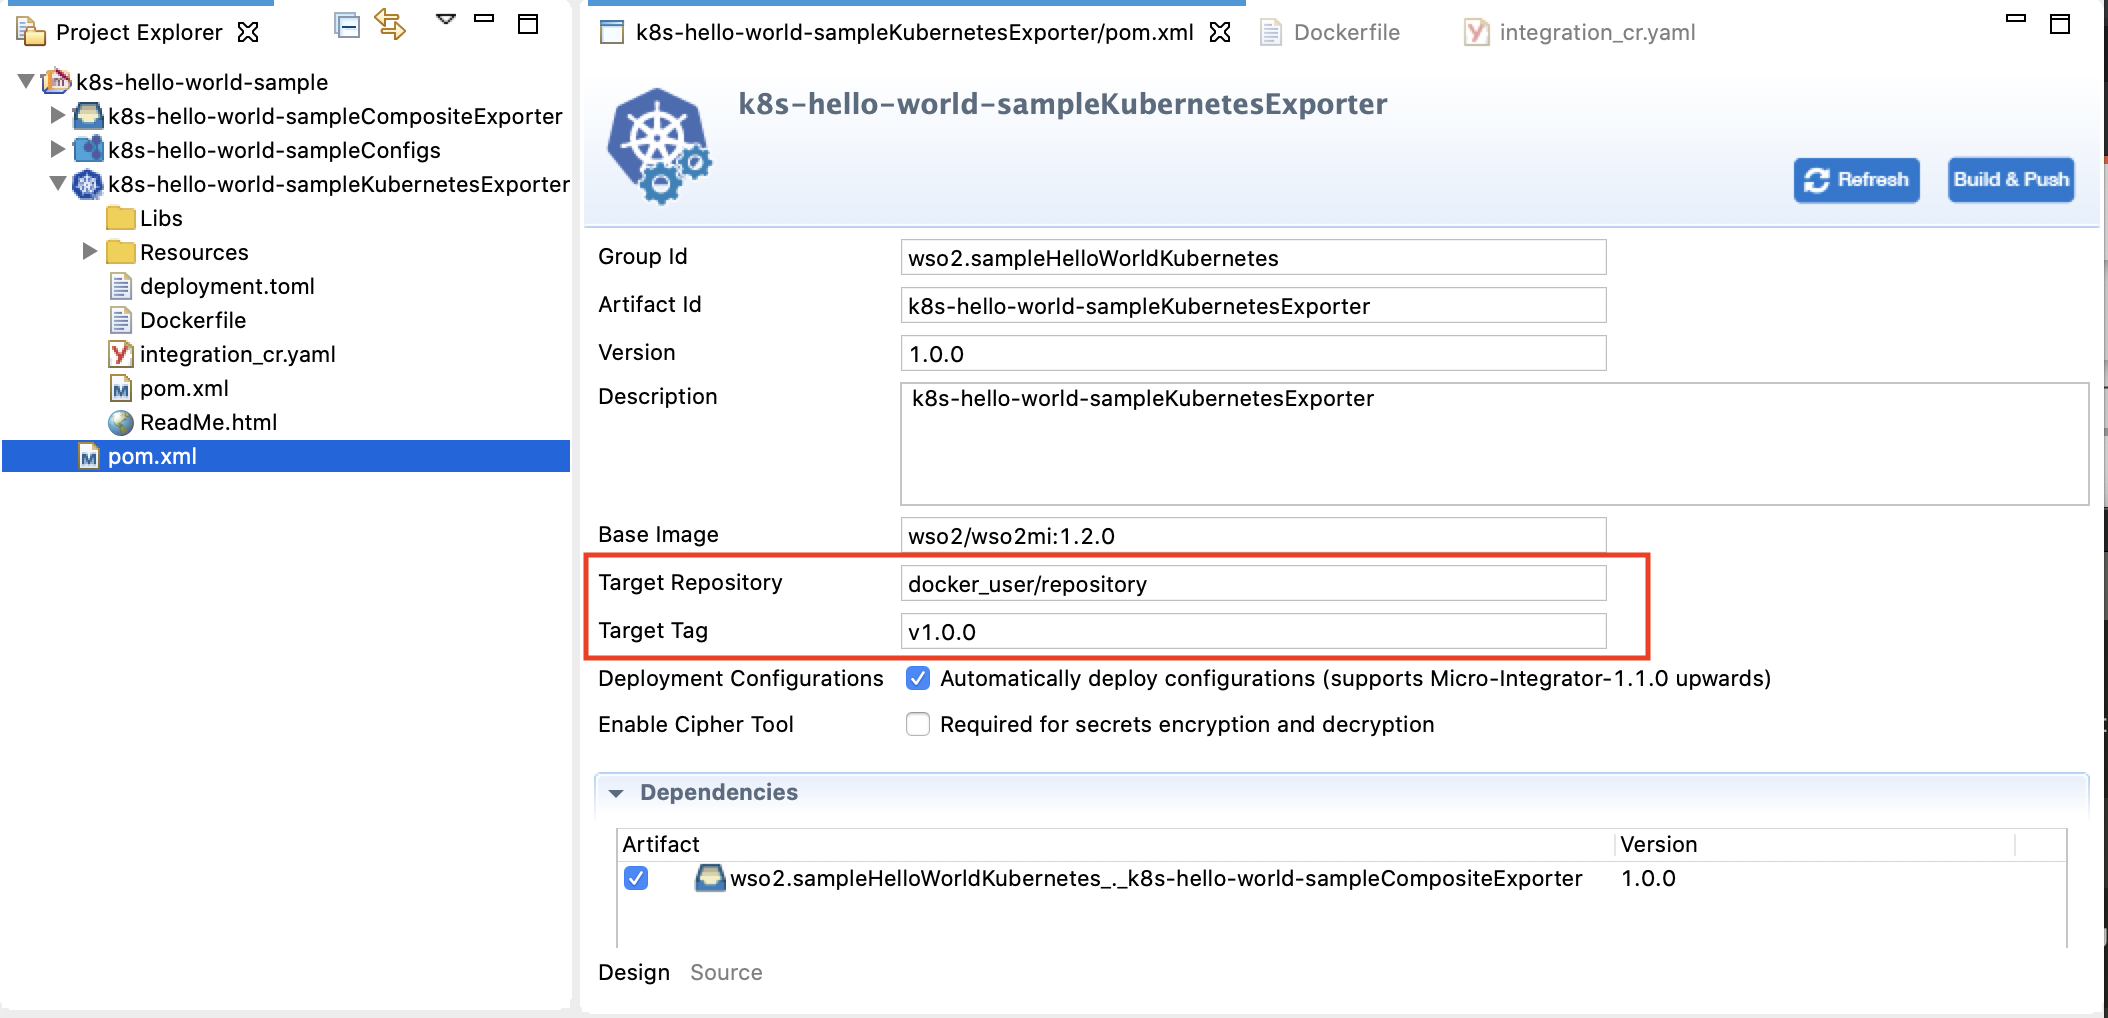 Project Explorer
k8s-hello-world-sample
k8s-hello-world-sampleCompositeExporter
k8s-hello-world-sampleConfigs
k8s-hello-world-sampleKubernetesExporter
Libs
Resources
deployment.toml
Dockerfile
integration_cr.yaml
pom.xml
ReadMe.html
pom.xml
k8s-hello-world-sampleKubernetesExporter/pom.xml
Dockerfile
integration_cr.yaml
k8s-hello-world-sampleKubernetesExporter
Refresh
Build & Push
Group Id
wso2.sampleHelloWorldKubernetes
Artifact Id
k8s-hello-world-sampleKubernetesExporter
Version
1.0.0
Description
k8s-hello-world-sampleKubernetesExporter
Base Image
wso2/wso2mi:1.2.0
Target Repository
docker_user/repository
Target Tag
v1.0.0
Deployment Configurations
Automatically deploy configurations (supports Micro-Integrator-1.1.0 upwards)
Enable Cipher Tool
Required for secrets encryption and decryption
Dependencies
Artifact
Version
wso2.sampleHelloWorldKubernetes_._k8s-hello-world-sampleCompositeExporter
1.0.0
Design
Source